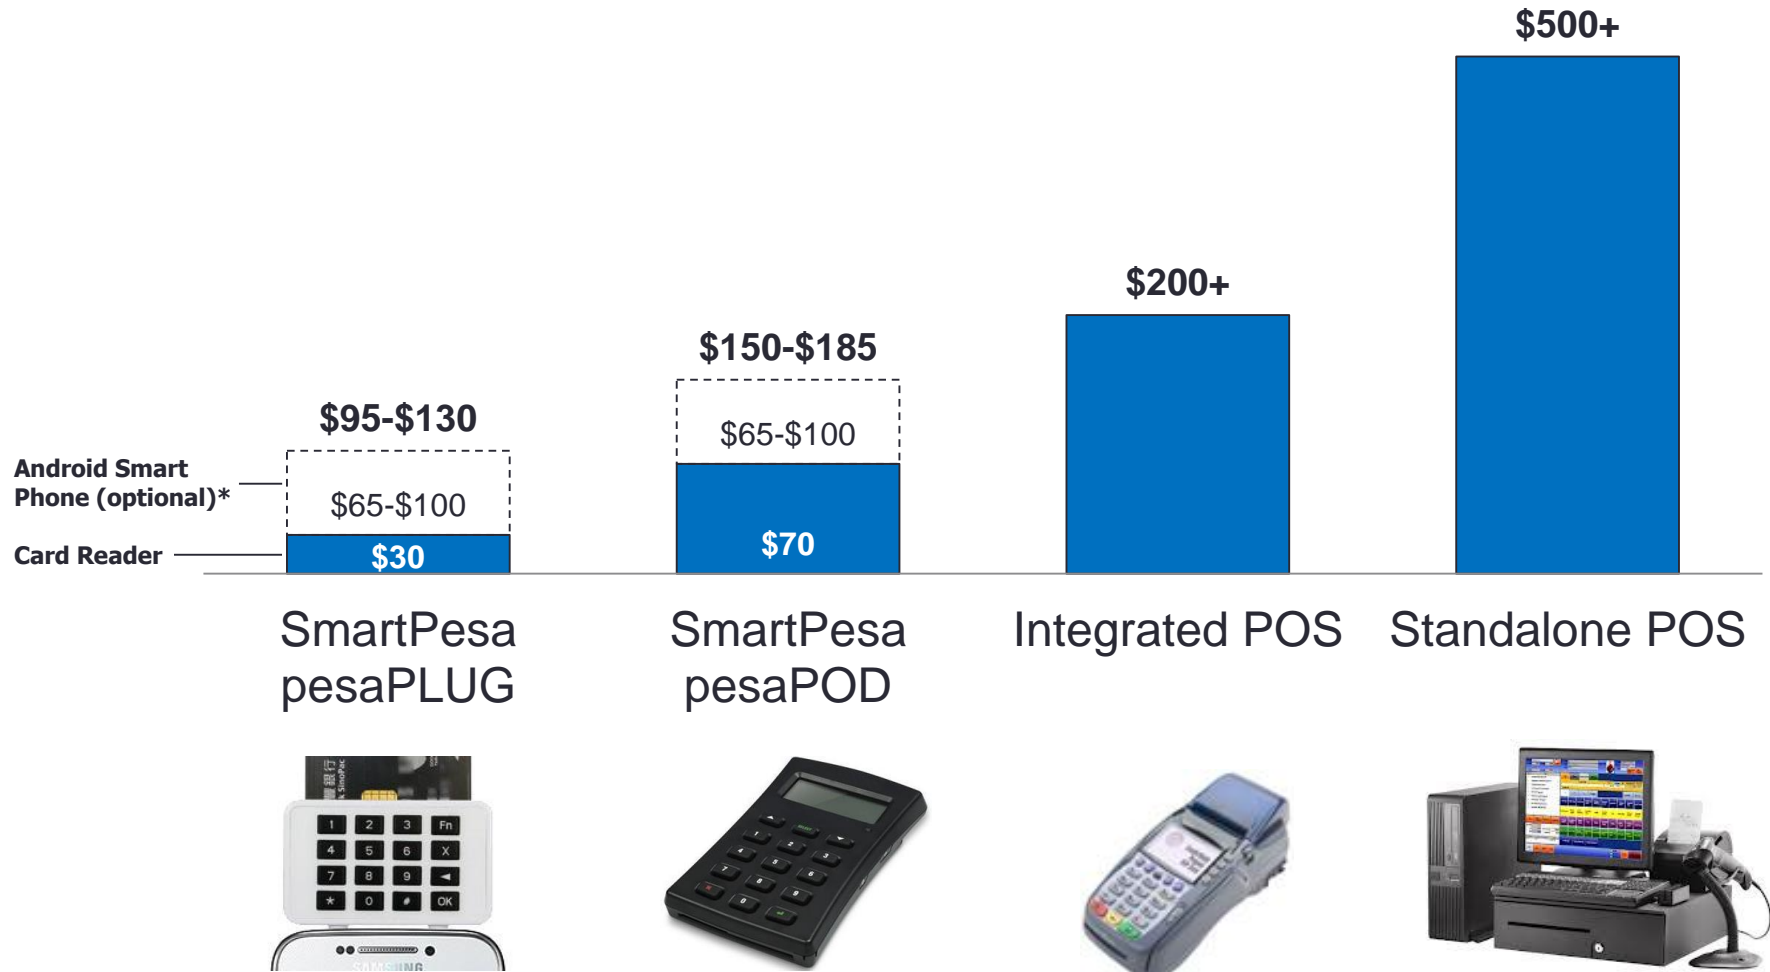 $500+
$200+
$150-$185
$95-$130
$65-$100
Android Smart
Phone (optional)*
$65-$100
Card Reader
$30
$70
SmartPesa
pesaPLUG
SmartPesa
pesaPOD
Integrated POS
Standalone POS
1 2 3 Fn
4 5 6 X
7 8 9 ◄
* 0 # OK
SAMSUNG